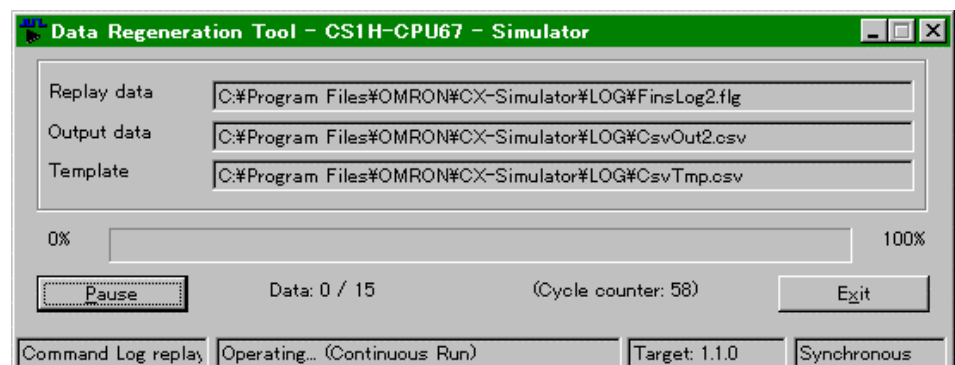 Data Regeneration Tool - CS1H-CPU67 - Simulator
Replay data C:¥Program Files¥OMRON¥CX-Simulator¥LOG¥FinsLog2.flg
Output data C:¥Program Files¥OMRON¥CX-Simulator¥LOG¥CsvOut2.csv
Template C:¥Program Files¥OMRON¥CX-Simulator¥LOG¥CsvTmp.csv
0% 100%
Pause Data: 0 / 15 (Cycle counter: 58) Exit
Command Log replay Operating... (Continuous Run) Target: 1.1.0 Synchronous